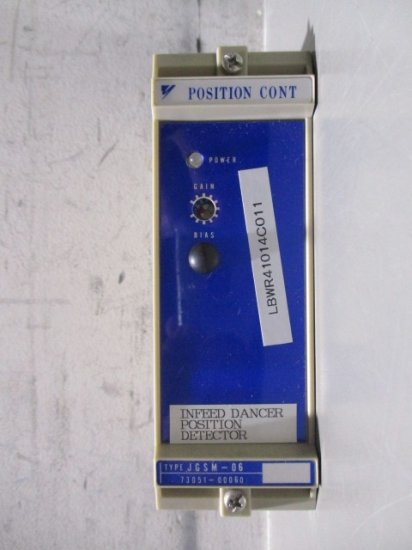 POSITION CONT
POWER
GAIN
BIAS
LBWR41014C011
INFEED DANCER
POSITION
DETECTOR
TYPE JGSM-06
73051-00060